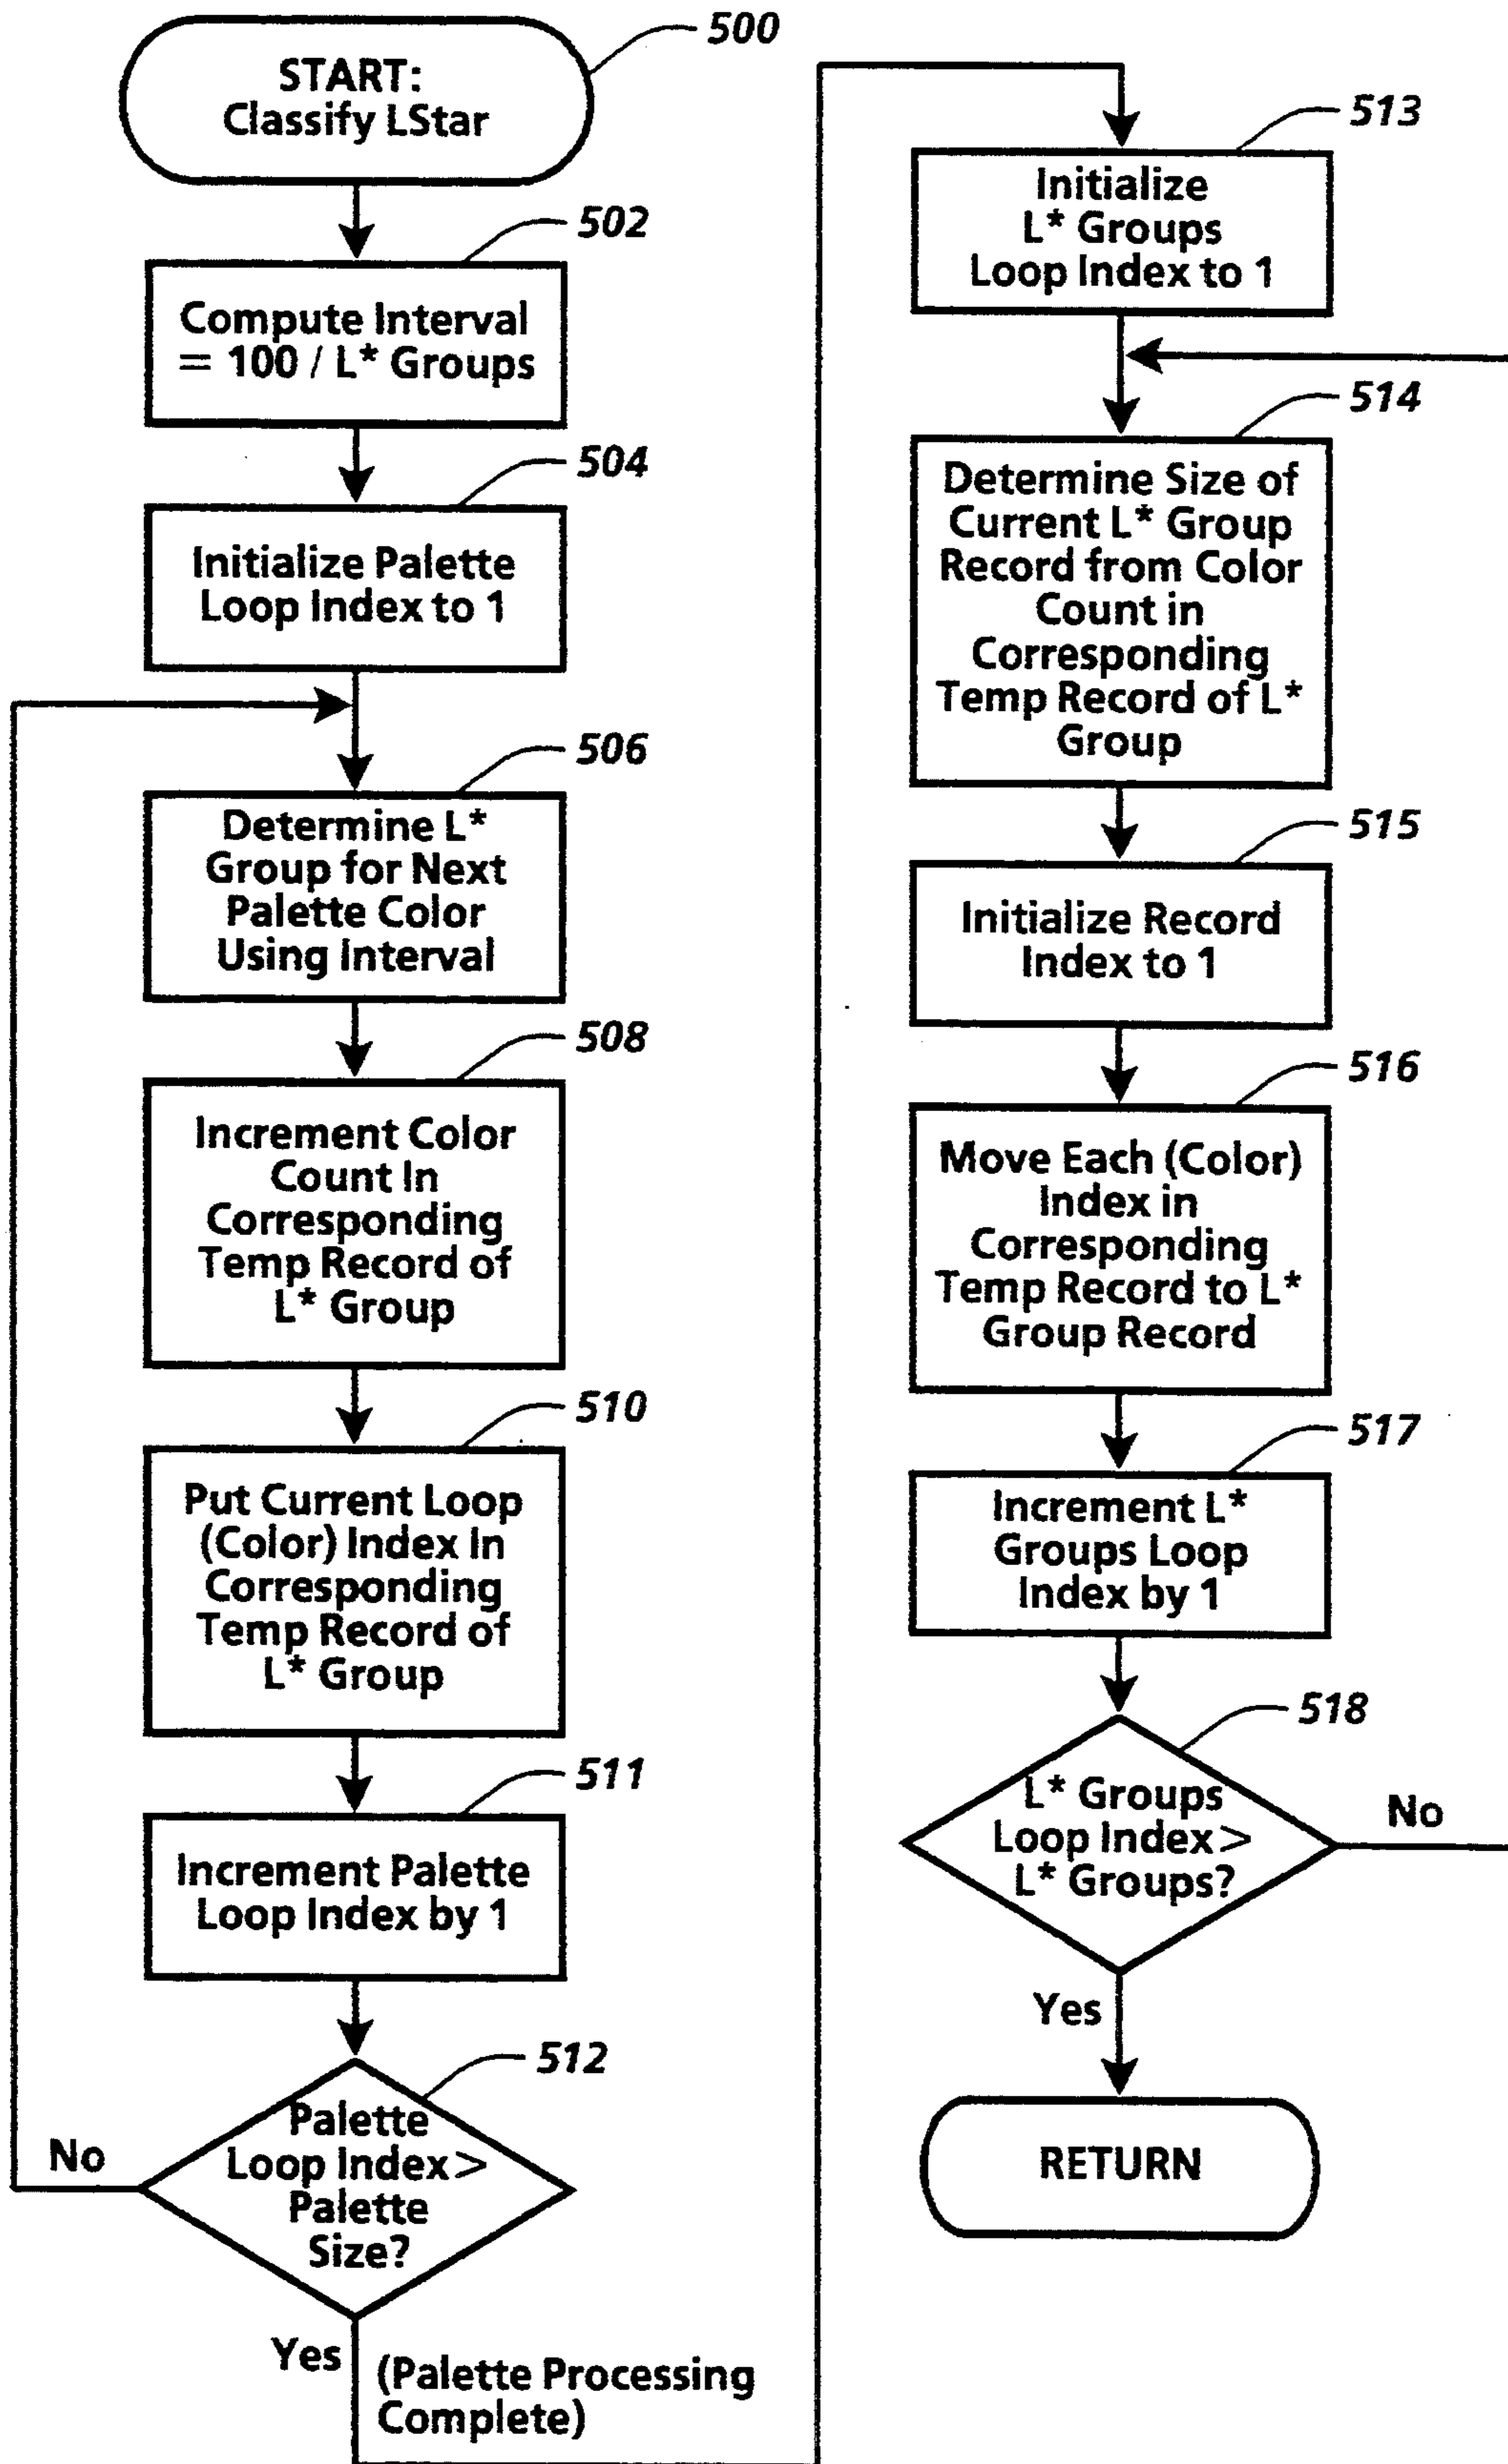 500
START:
Classify LStar
502
Compute Interval
= 100 / L* Groups
504
Initialize Palette
Loop Index to 1
506
Determine L*
Group for Next
Palette Color
Using Interval
508
Increment Color
Count In
Corresponding
Temp Record of
L* Group
510
Put Current Loop
(Color) Index In
Corresponding
Temp Record of
L* Group
511
Increment Palette
Loop Index by 1
512
Palette
Loop Index >
Palette
Size?
No
Yes
(Palette Processing
Complete)
513
Initialize
L* Groups
Loop Index to 1
514
Determine Size of
Current L* Group
Record from Color
Count in
Corresponding
Temp Record of L*
Group
515
Initialize Record
Index to 1
516
Move Each (Color)
Index in
Corresponding
Temp Record to L*
Group Record
517
Increment L*
Groups Loop
Index by 1
518
L* Groups
Loop Index >
L* Groups?
No
Yes
RETURN